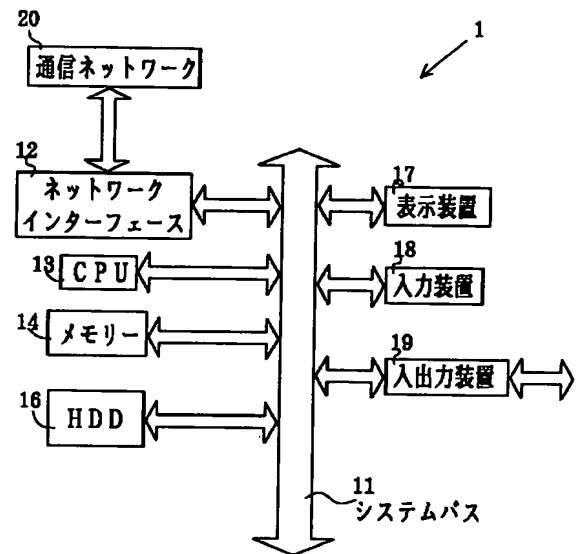 20
1
通信ネットワーク
12
ネットワーク
インターフェース
17
表示装置
13
CPU
18
入力装置
14
メモリー
19
入出力装置
16
HDD
11
システムバス